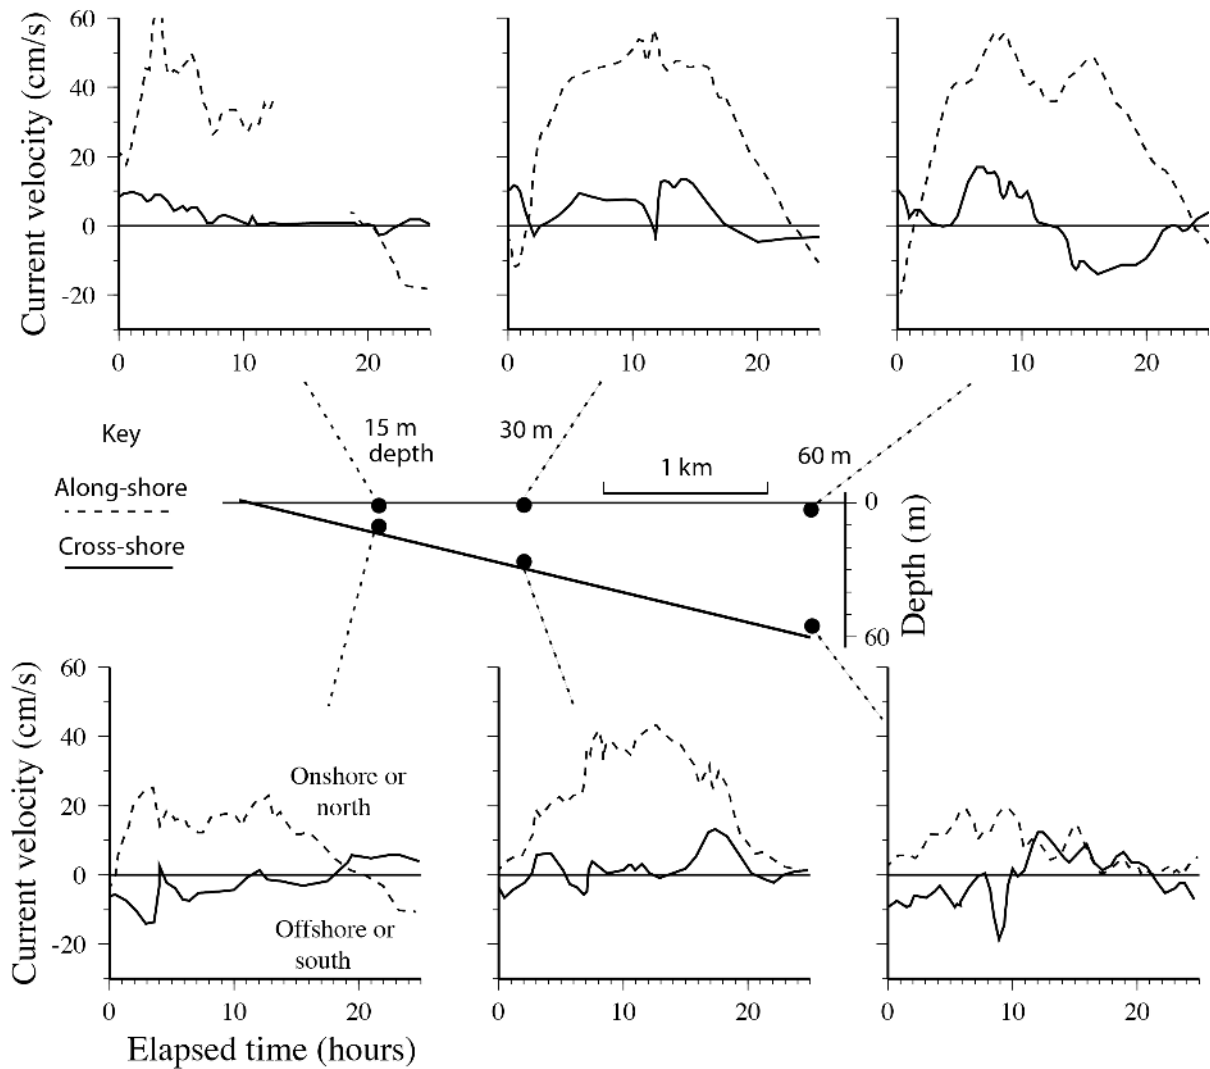 Current velocity (cm/s)
60
40
20
0
-20
0
10
20
0
10
20
0
10
20
Key
Along-shore
Cross-shore
15 m
depth
30 m
1 km
60 m
0
60
Depth (m)
Current velocity (cm/s)
60
40
20
0
-20
Onshore or
north
Offshore or
south
0
10
20
0
10
20
0
10
20
Elapsed time (hours)